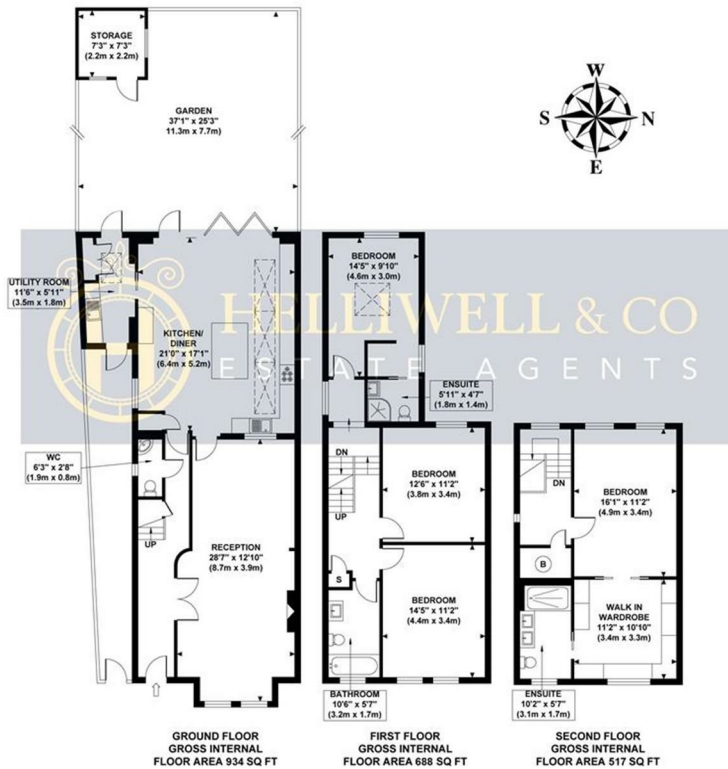 STORAGE
7'3" x 7'3"
(2.2m x 2.2m)
GARDEN
37'1" x 25'3"
11.3m x 7.7m)
W
S
N
E
UTILITY ROOM
11'6" x 5'11"
(3.5m x 1.8m)
KITCHEN/
DINER
21'0" x 17'1"
(6.4m x 5.2m)
BEDROOM
14'5" x 9'10"
(4.6m x 3.0m)
HELLIWELL & CO
ESTATE AGENTS
H
ENSUITE
5'11" x 4'7"
(1.8m x 1.4m)
WC
6'3" x 2'8"
(1.9m x 0.8m)
UP
RECEPTION
28'7" x 12'10"
(8.7m x 3.9m)
DN
UP
BEDROOM
12'6" x 11'2"
(3.8m x 3.4m)
S
BEDROOM
14'5" x 11'2"
(4.4m x 3.4m)
BATHROOM
10'6" x 5'7"
(3.2m x 1.7m)
DN
BEDROOM
16'1" x 11'2"
(4.9m x 3.4m)
B
WALK IN
WARDROBE
11'2" x 10'10"
(3.4m x 3.3m)
ENSUITE
10'2" x 5'7"
(3.1m x 1.7m)
GROUND FLOOR
GROSS INTERNAL
FLOOR AREA 934 SQ FT
FIRST FLOOR
GROSS INTERNAL
FLOOR AREA 688 SQ FT
SECOND FLOOR
GROSS INTERNAL
FLOOR AREA 517 SQ FT